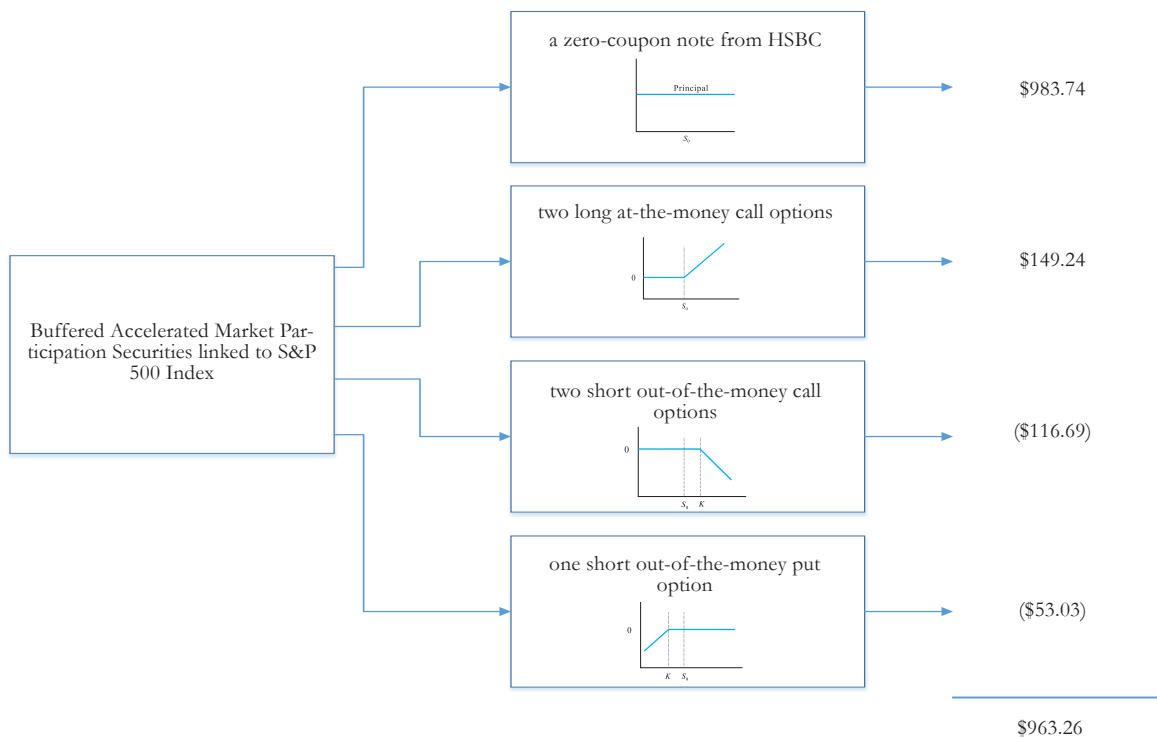 a zero-coupon note from HSBC
Principal
S₀
$983.74
two long at-the-money call options
0
S₀
$149.24
Buffered Accelerated Market Par-
ticipation Securities linked to S&P
500 Index
two short out-of-the-money call
options
0
S₀ K
($116.69)
one short out-of-the-money put
option
0
K S₀
($53.03)
$963.26